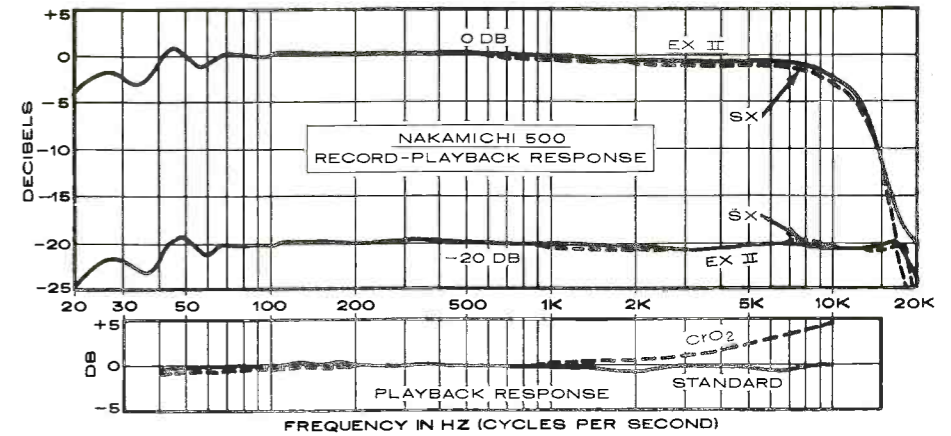 +5
0
-5
-10
-15
-20
-25
DECIBELS
0 DB
EX II
SX
NAKAMICHI 500
RECORD-PLAYBACK RESPONSE
SX
-20 DB
EX II
20 30 50 100 200 500 1K 2K 5K 10K 20K
+5
0
-5
DB
CrO2
STANDARD
PLAYBACK RESPONSE
FREQUENCY IN HZ (CYCLES PER SECOND)